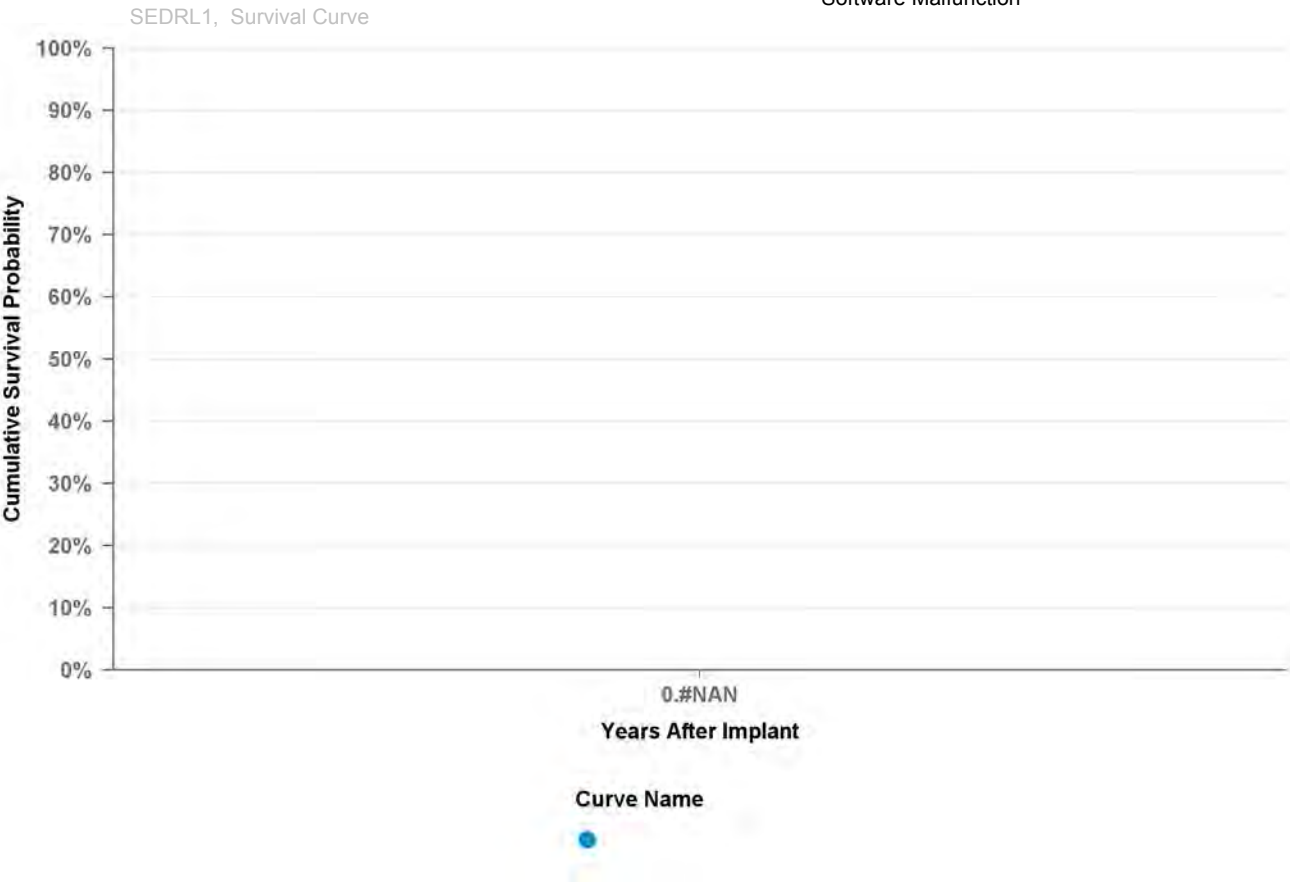 Software Malfunction
SEDRL1, Survival Curve
100%
90%
80%
70%
60%
50%
40%
30%
20%
10%
0%
Cumulative Survival Probability
0.#NAN
Years After Implant
Curve Name